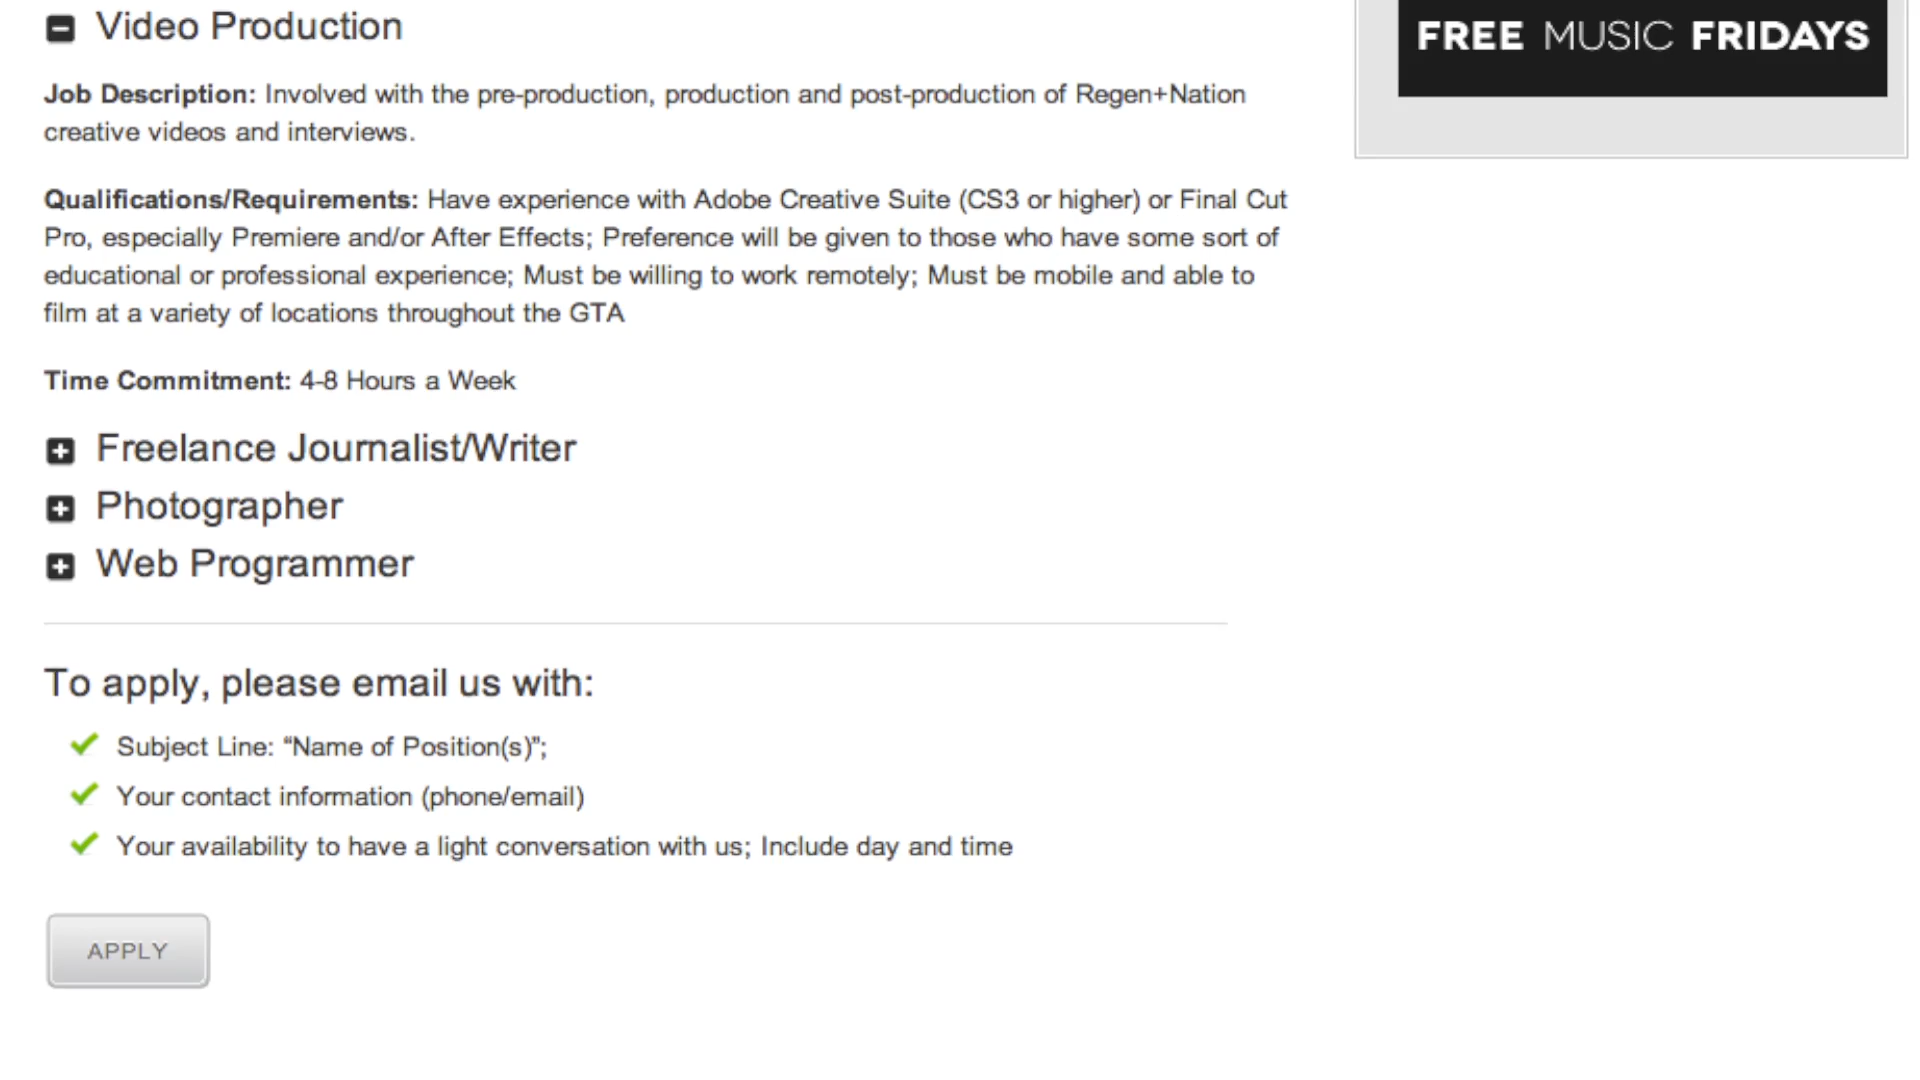 Video Production
FREE MUSIC FRIDAYS
Job Description: Involved with the pre-production, production and post-production of Regen+Nation
creative videos and interviews.
Qualifications/Requirements: Have experience with Adobe Creative Suite (CS3 or higher) or Final Cut
Pro, especially Premiere and/or After Effects; Preference will be given to those who have some sort of
educational or professional experience; Must be willing to work remotely; Must be mobile and able to
film at a variety of locations throughout the GTA
Time Commitment: 4-8 Hours a Week
Freelance Journalist/Writer
Photographer
Web Programmer
To apply, please email us with:
Subject Line: “Name of Position(s)”;
Your contact information (phone/email)
Your availability to have a light conversation with us; Include day and time
APPLY